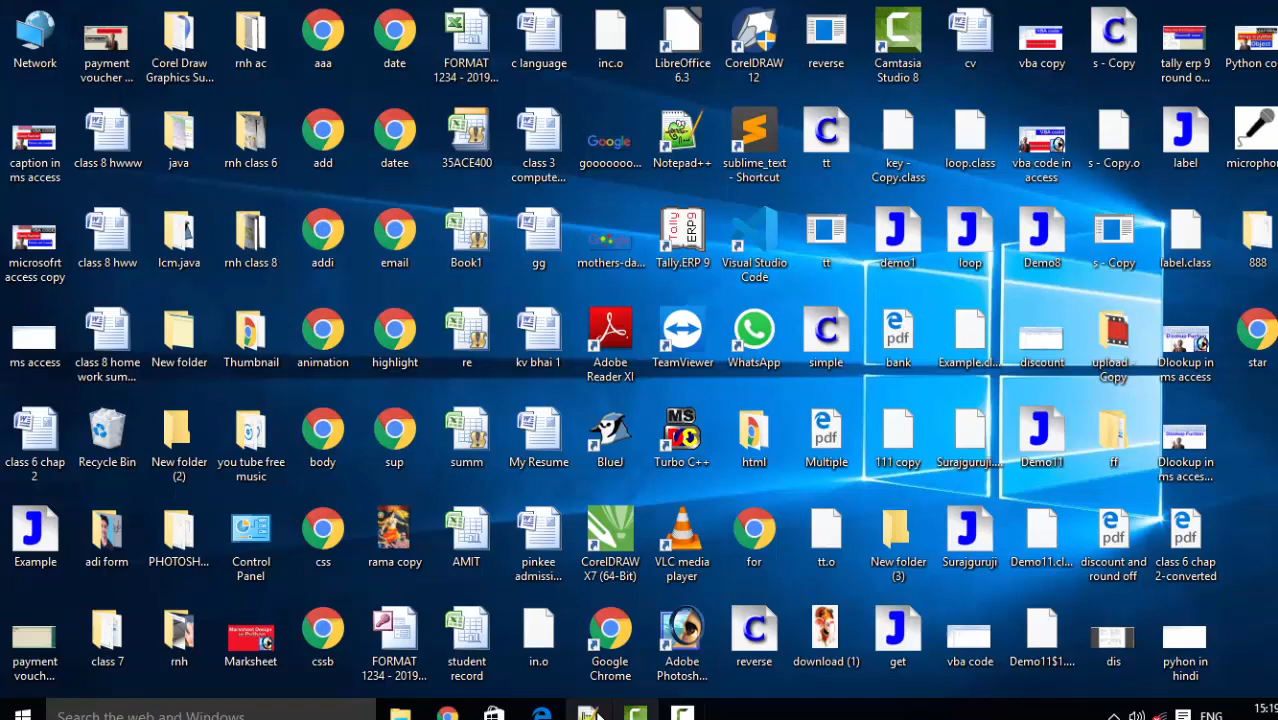 Network
payment
voucher ...
Corel Draw
Graphics Su...
rnh ac
aaa
date
FORMAT
1234 - 2019...
c language
inc.o
LibreOffice
6.3
CorelDRAW
12
reverse
Camtasia
Studio 8
cv
vba copy
s - Copy
tally erp 9
round o...
Python co
caption in
ms access
class 8 hwww
java
rnh class 6
add
datee
35ACE400
class 3
compute...
Google
gooooooo...
Notepad++
sublime_text
- Shortcut
tt
key -
Copy.class
loop.class
vba code in
access
s - Copy.o
label
microphon
microsofrt
access copy
class 8 hww
lcm.java
rnh class 8
addi
email
Book1
gg
mothers-da...
Tally.ERP 9
Visual Studio
Code
tt
demo1
loop
Demo8
s - Copy
label.class
888
ms access
class 8 home
work sum...
New folder
Thumbnail
animation
highlight
re
kv bhai 1
Adobe
Reader XI
TeamViewer
WhatsApp
simple
pdf
bank
Example.cl...
discount
upload -
Copy
Dlookup in
ms access
star
class 6 chap
2
Recycle Bin
New folder
(2)
you tube free
music
body
sup
summ
My Resume
BlueJ
MS
Turbo C++
html
pdf
Multiple
111 copy
Surajguruji....
Demo11
ff
Dlookup in
ms acces...
Example
adi form
PHOTOSH...
Control
Panel
css
rama copy
AMIT
pinkee
admissi...
CorelDRAW
X7 (64-Bit)
VLC media
player
for
tt.o
New folder
(3)
Surajguruji
Demo11.cl...
pdf
discount and
round off
pdf
class 6 chap
2-converted
payment
vouch...
class 7
rnh
Marksheet
cssb
FORMAT
1234 - 2019...
student
record
in.o
Google
Chrome
Adobe
Photosh...
reverse
download (1)
get
vba code
Demo11$1....
dis
pyhon in
hindi
Search the web and Windows
ENG
15:19